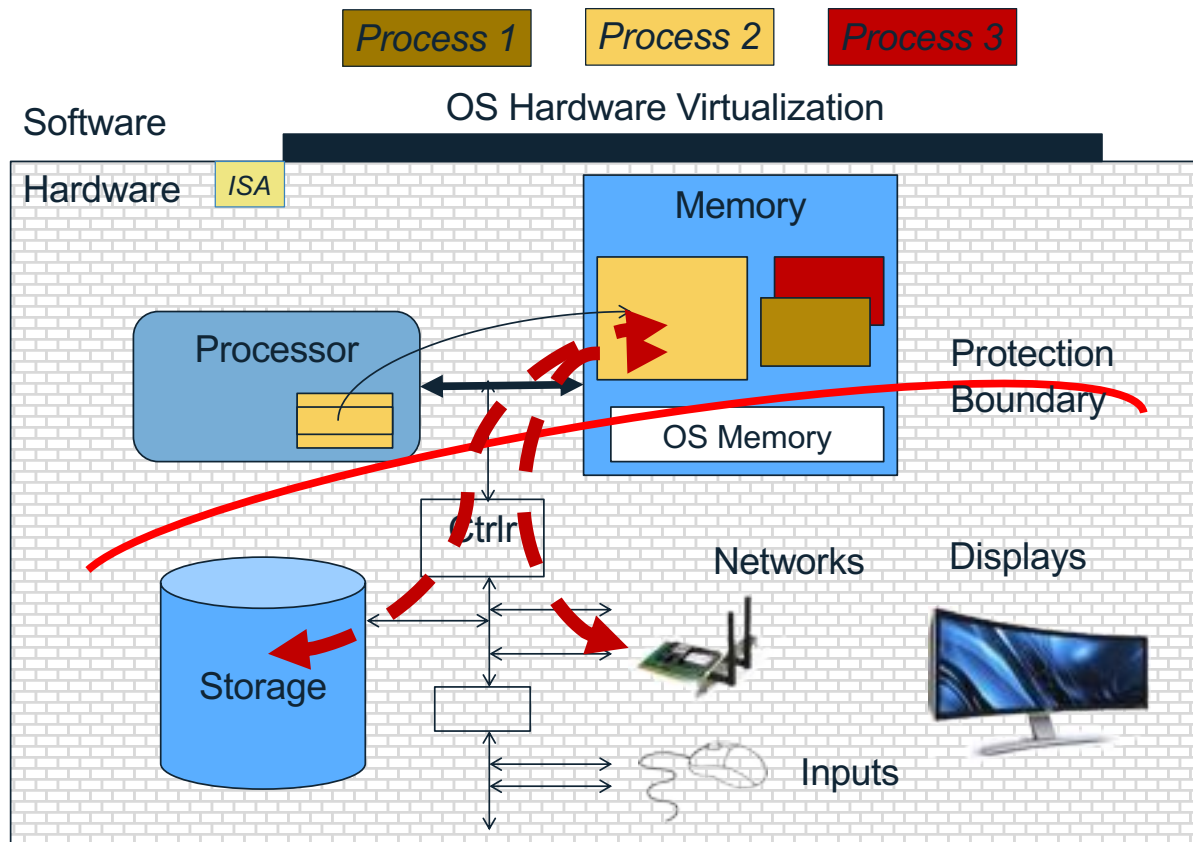 Process 1
Process 2
Process 3
OS Hardware Virtualization
Software
Hardware
ISA
Memory
Processor
Protection
Boundary
OS Memory
Ctrlr
Networks
Displays
Storage
Inputs